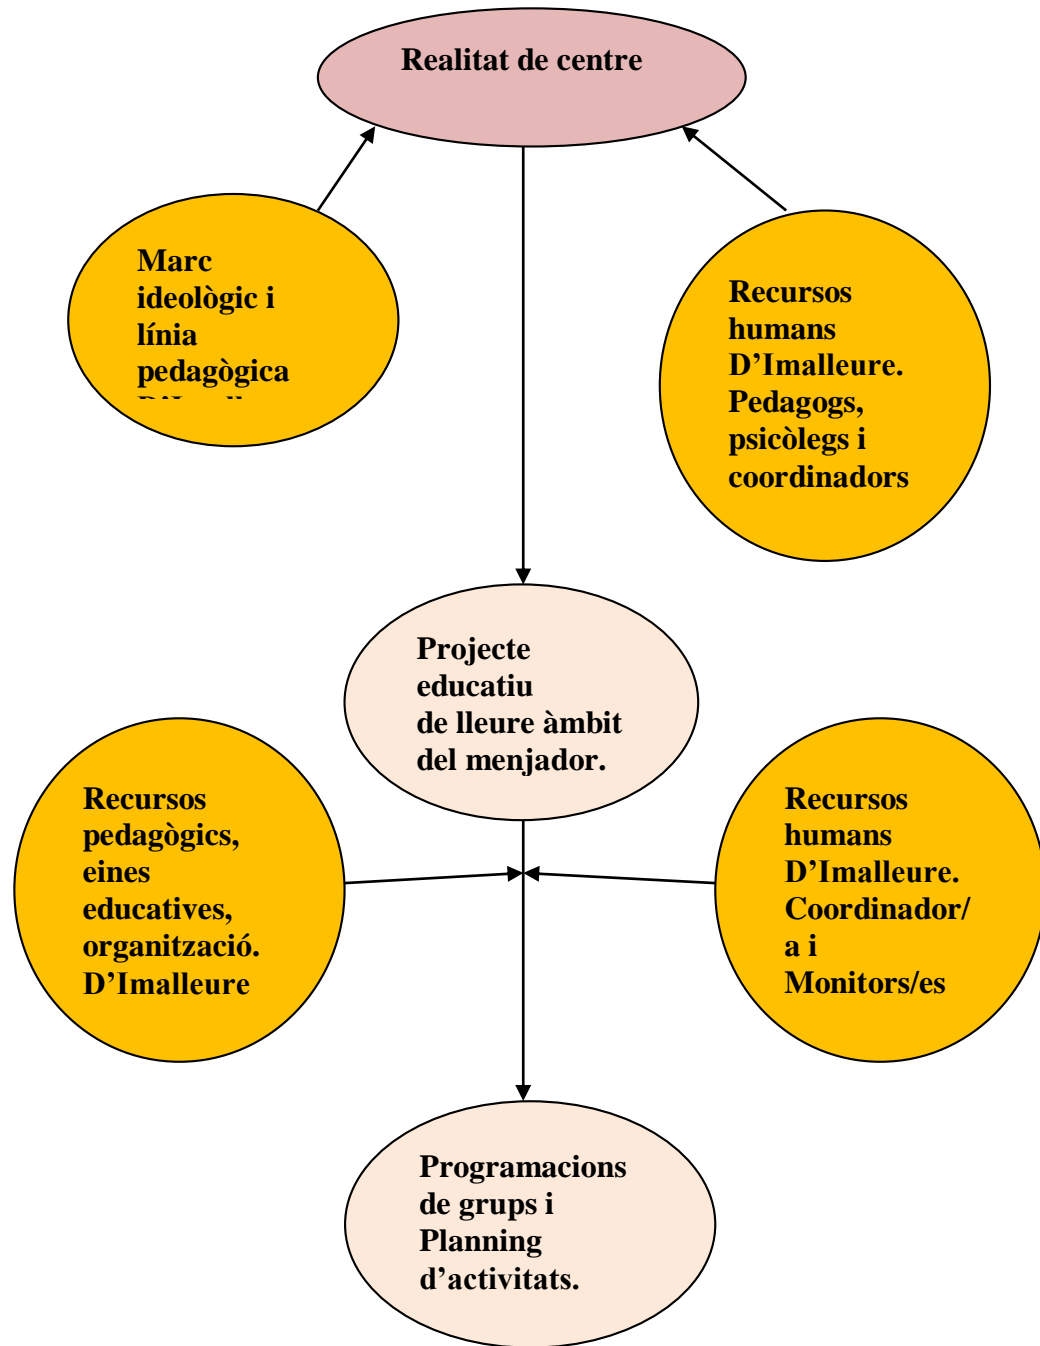 Realitat de centre
Marc
ideològic i
línia
pedagògica
Recursos
humans
D’Imalleure.
Pedagogs,
psicòlegs i
coordinadors
Projecte
educatiu
de lleure àmbit
del menjador.
Recursos
pedagògics,
eines
educatives,
organització.
D’Imalleure
Recursos
humans
D’Imalleure.
Coordinador/
a i
Monitors/es
Programacions
de grups i
Planning
d’activitats.